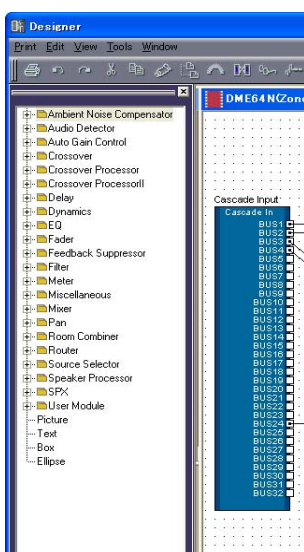 Designer
Print Edit View Tools Window
DME64N(Zone
Ambient Noise Compensator
Audio Detector
Auto Gain Control
Crossover
Crossover Processor
Crossover ProcessorII
Delay
Dynamics
EQ
Fader
Feedback Suppressor
Filter
Meter
Miscellaneous
Mixer
Pan
Room Combiner
Router
Source Selector
Speaker Processor
SPX
User Module
Picture
Text
Box
Ellipse
Cascade Input
Cascade In
BUS1
BUS2
BUS3
BUS4
BUS5
BUS6
BUS7
BUS8
BUS9
BUS10
BUS11
BUS12
BUS13
BUS14
BUS15
BUS16
BUS17
BUS18
BUS19
BUS20
BUS21
BUS22
BUS23
BUS24
BUS25
BUS26
BUS27
BUS28
BUS29
BUS30
BUS31
BUS32